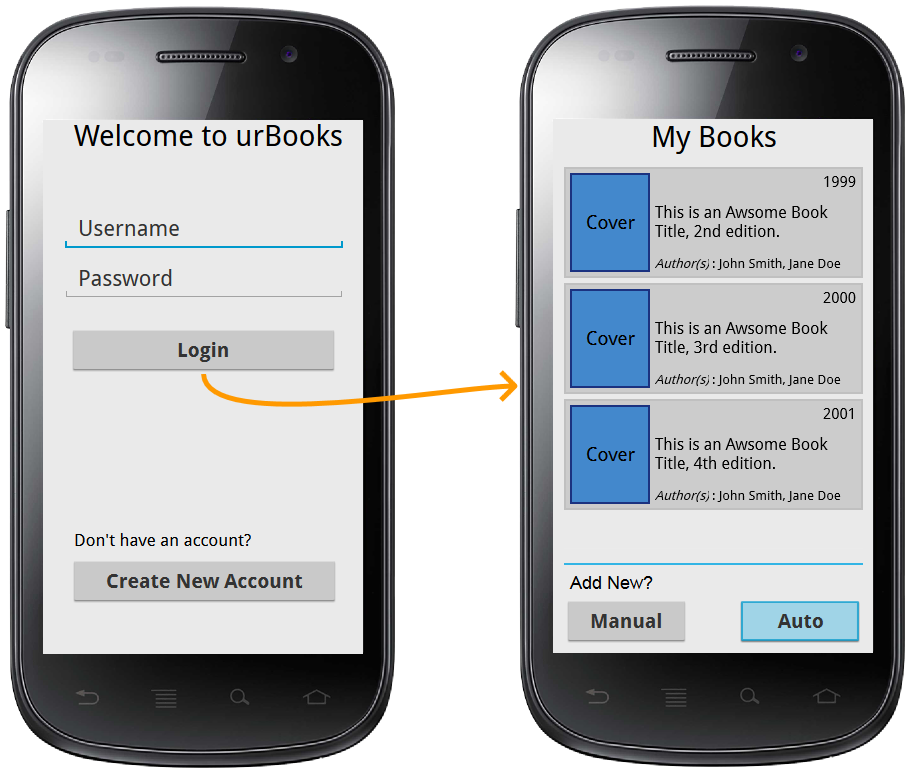 Welcome to urBooks
Username
Password
Login
Don't have an account?
Create New Account
My Books
1999
Cover
This is an Awsome Book
Title, 2nd edition.
Author(s) : John Smith, Jane Doe
2000
Cover
This is an Awsome Book
Title, 3rd edition.
Author(s) : John Smith, Jane Doe
2001
Cover
This is an Awsome Book
Title, 4th edition.
Author(s) : John Smith, Jane Doe
Add New?
Manual
Auto